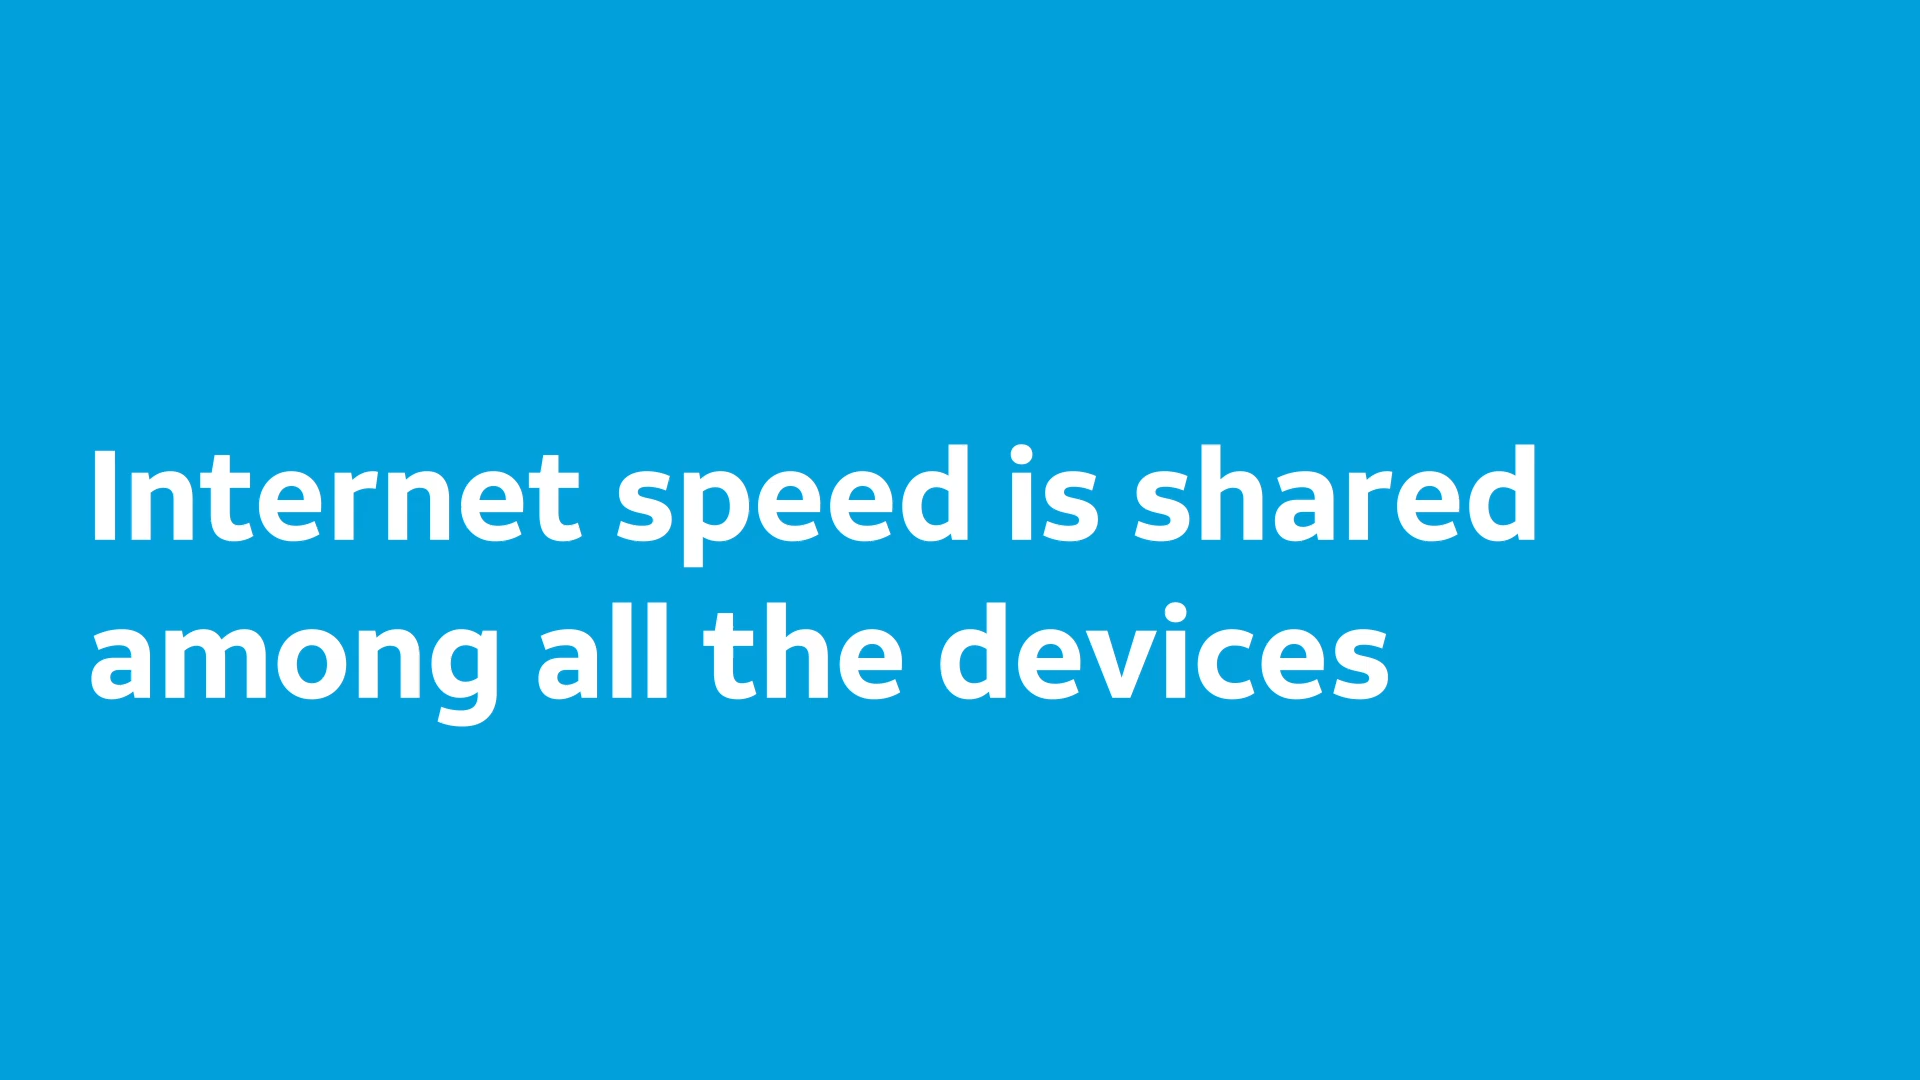 Internet speed is shared
among all the devices